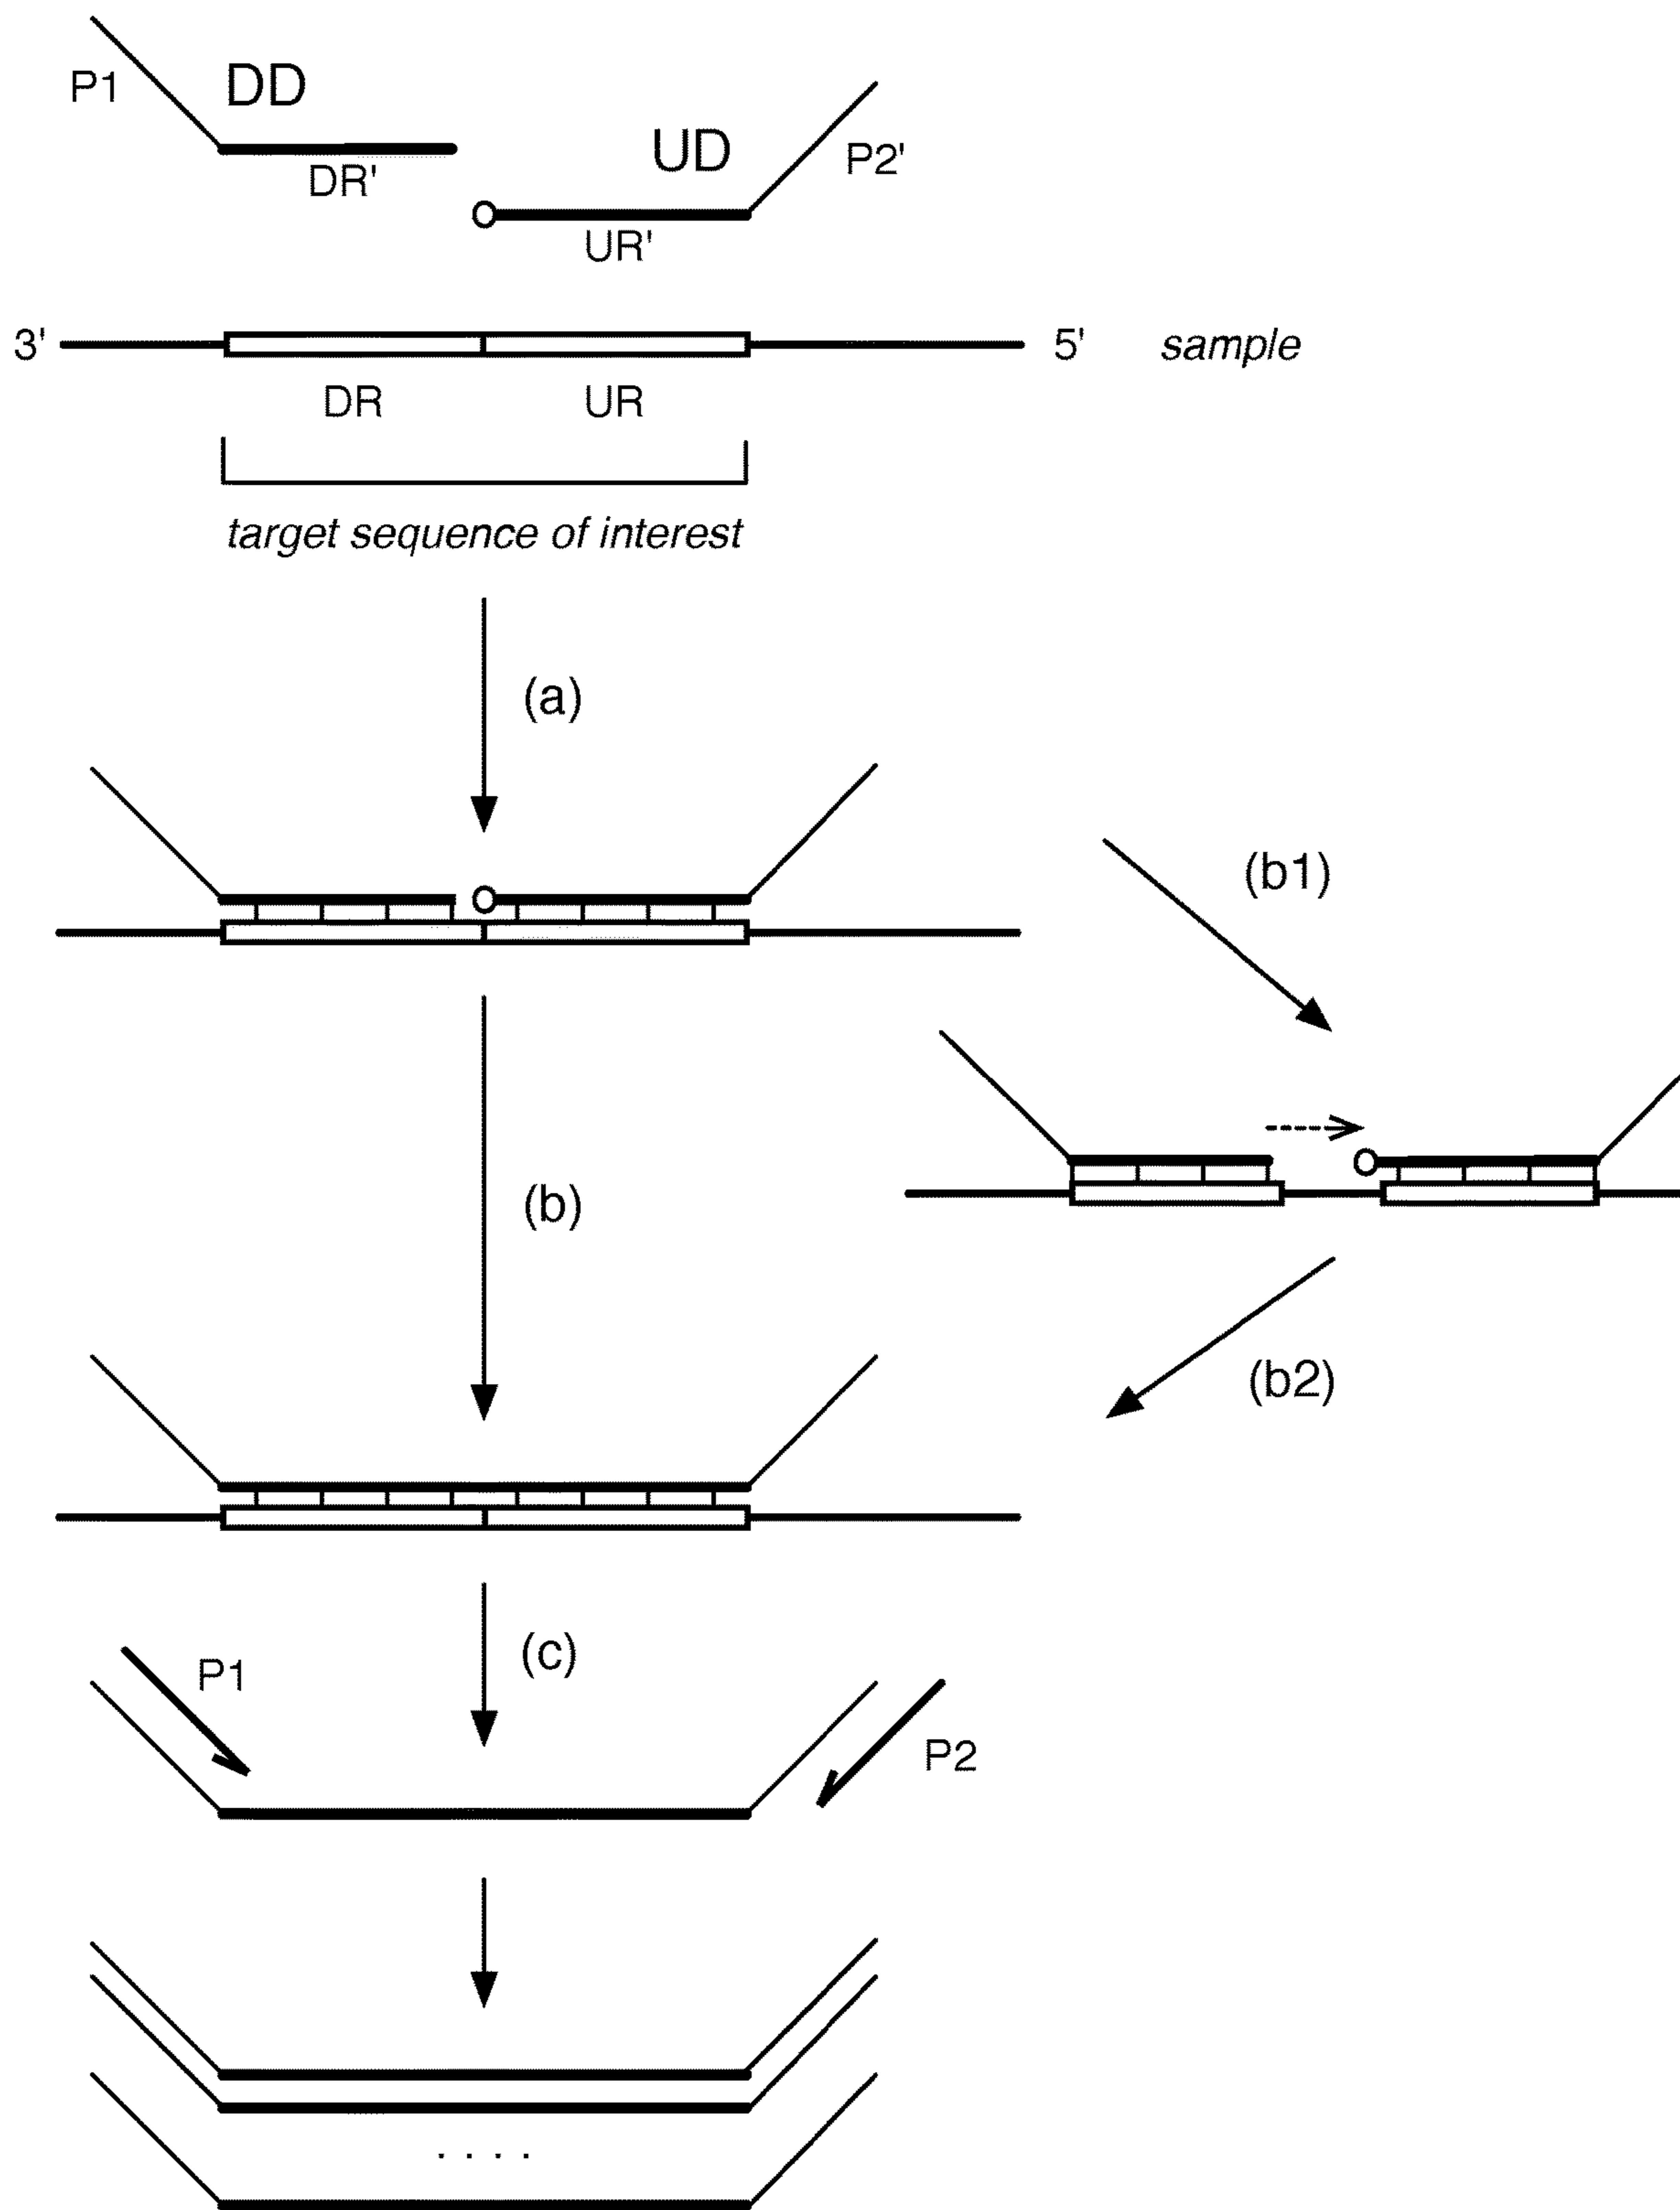 P1
DD
DR'
UD
P2'
UR'
3'
5'
sample
DR
UR
target sequence of interest
(a)
(b1)
(b)
(b2)
(c)
P1
P2
. . . .